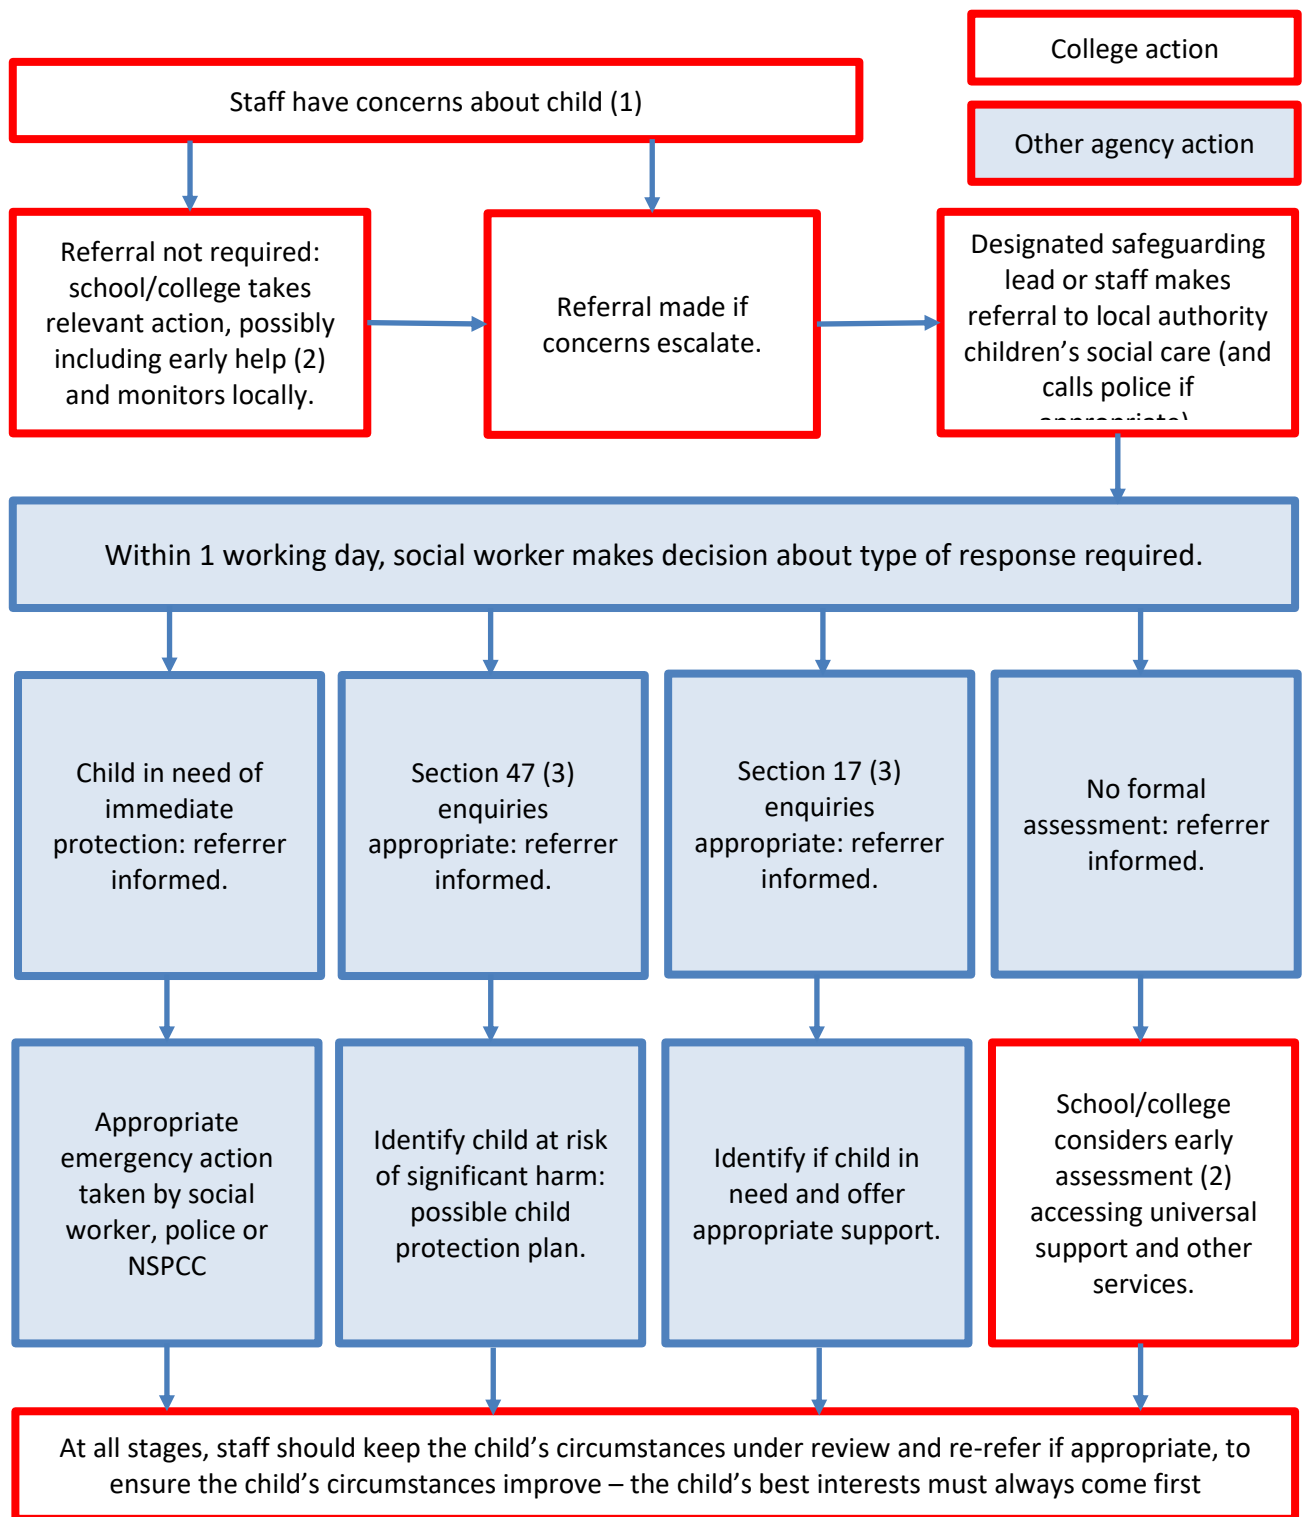 College action
Staff have concerns about child (1)
Other agency action
Referral not required:
school/college takes
relevant action, possibly
including early help (2)
and monitors locally.
Referral made if
concerns escalate.
Designated safeguarding
lead or staff makes
referral to local authority
children’s social care (and
calls police if
appropriate)
Within 1 working day, social worker makes decision about type of response required.
Child in need of
immediate
protection: referrer
informed.
Section 47 (3)
enquiries
appropriate: referrer
informed.
Section 17 (3)
enquiries
appropriate: referrer
informed.
No formal
assessment: referrer
informed.
Appropriate
emergency action
taken by social
worker, police or
NSPCC
Identify child at risk
of significant harm:
possible child
protection plan.
Identify if child in
need and offer
appropriate support.
School/college
considers early
assessment (2)
accessing universal
support and other
services.
At all stages, staff should keep the child’s circumstances under review and re-refer if appropriate, to
ensure the child’s circumstances improve – the child’s best interests must always come first